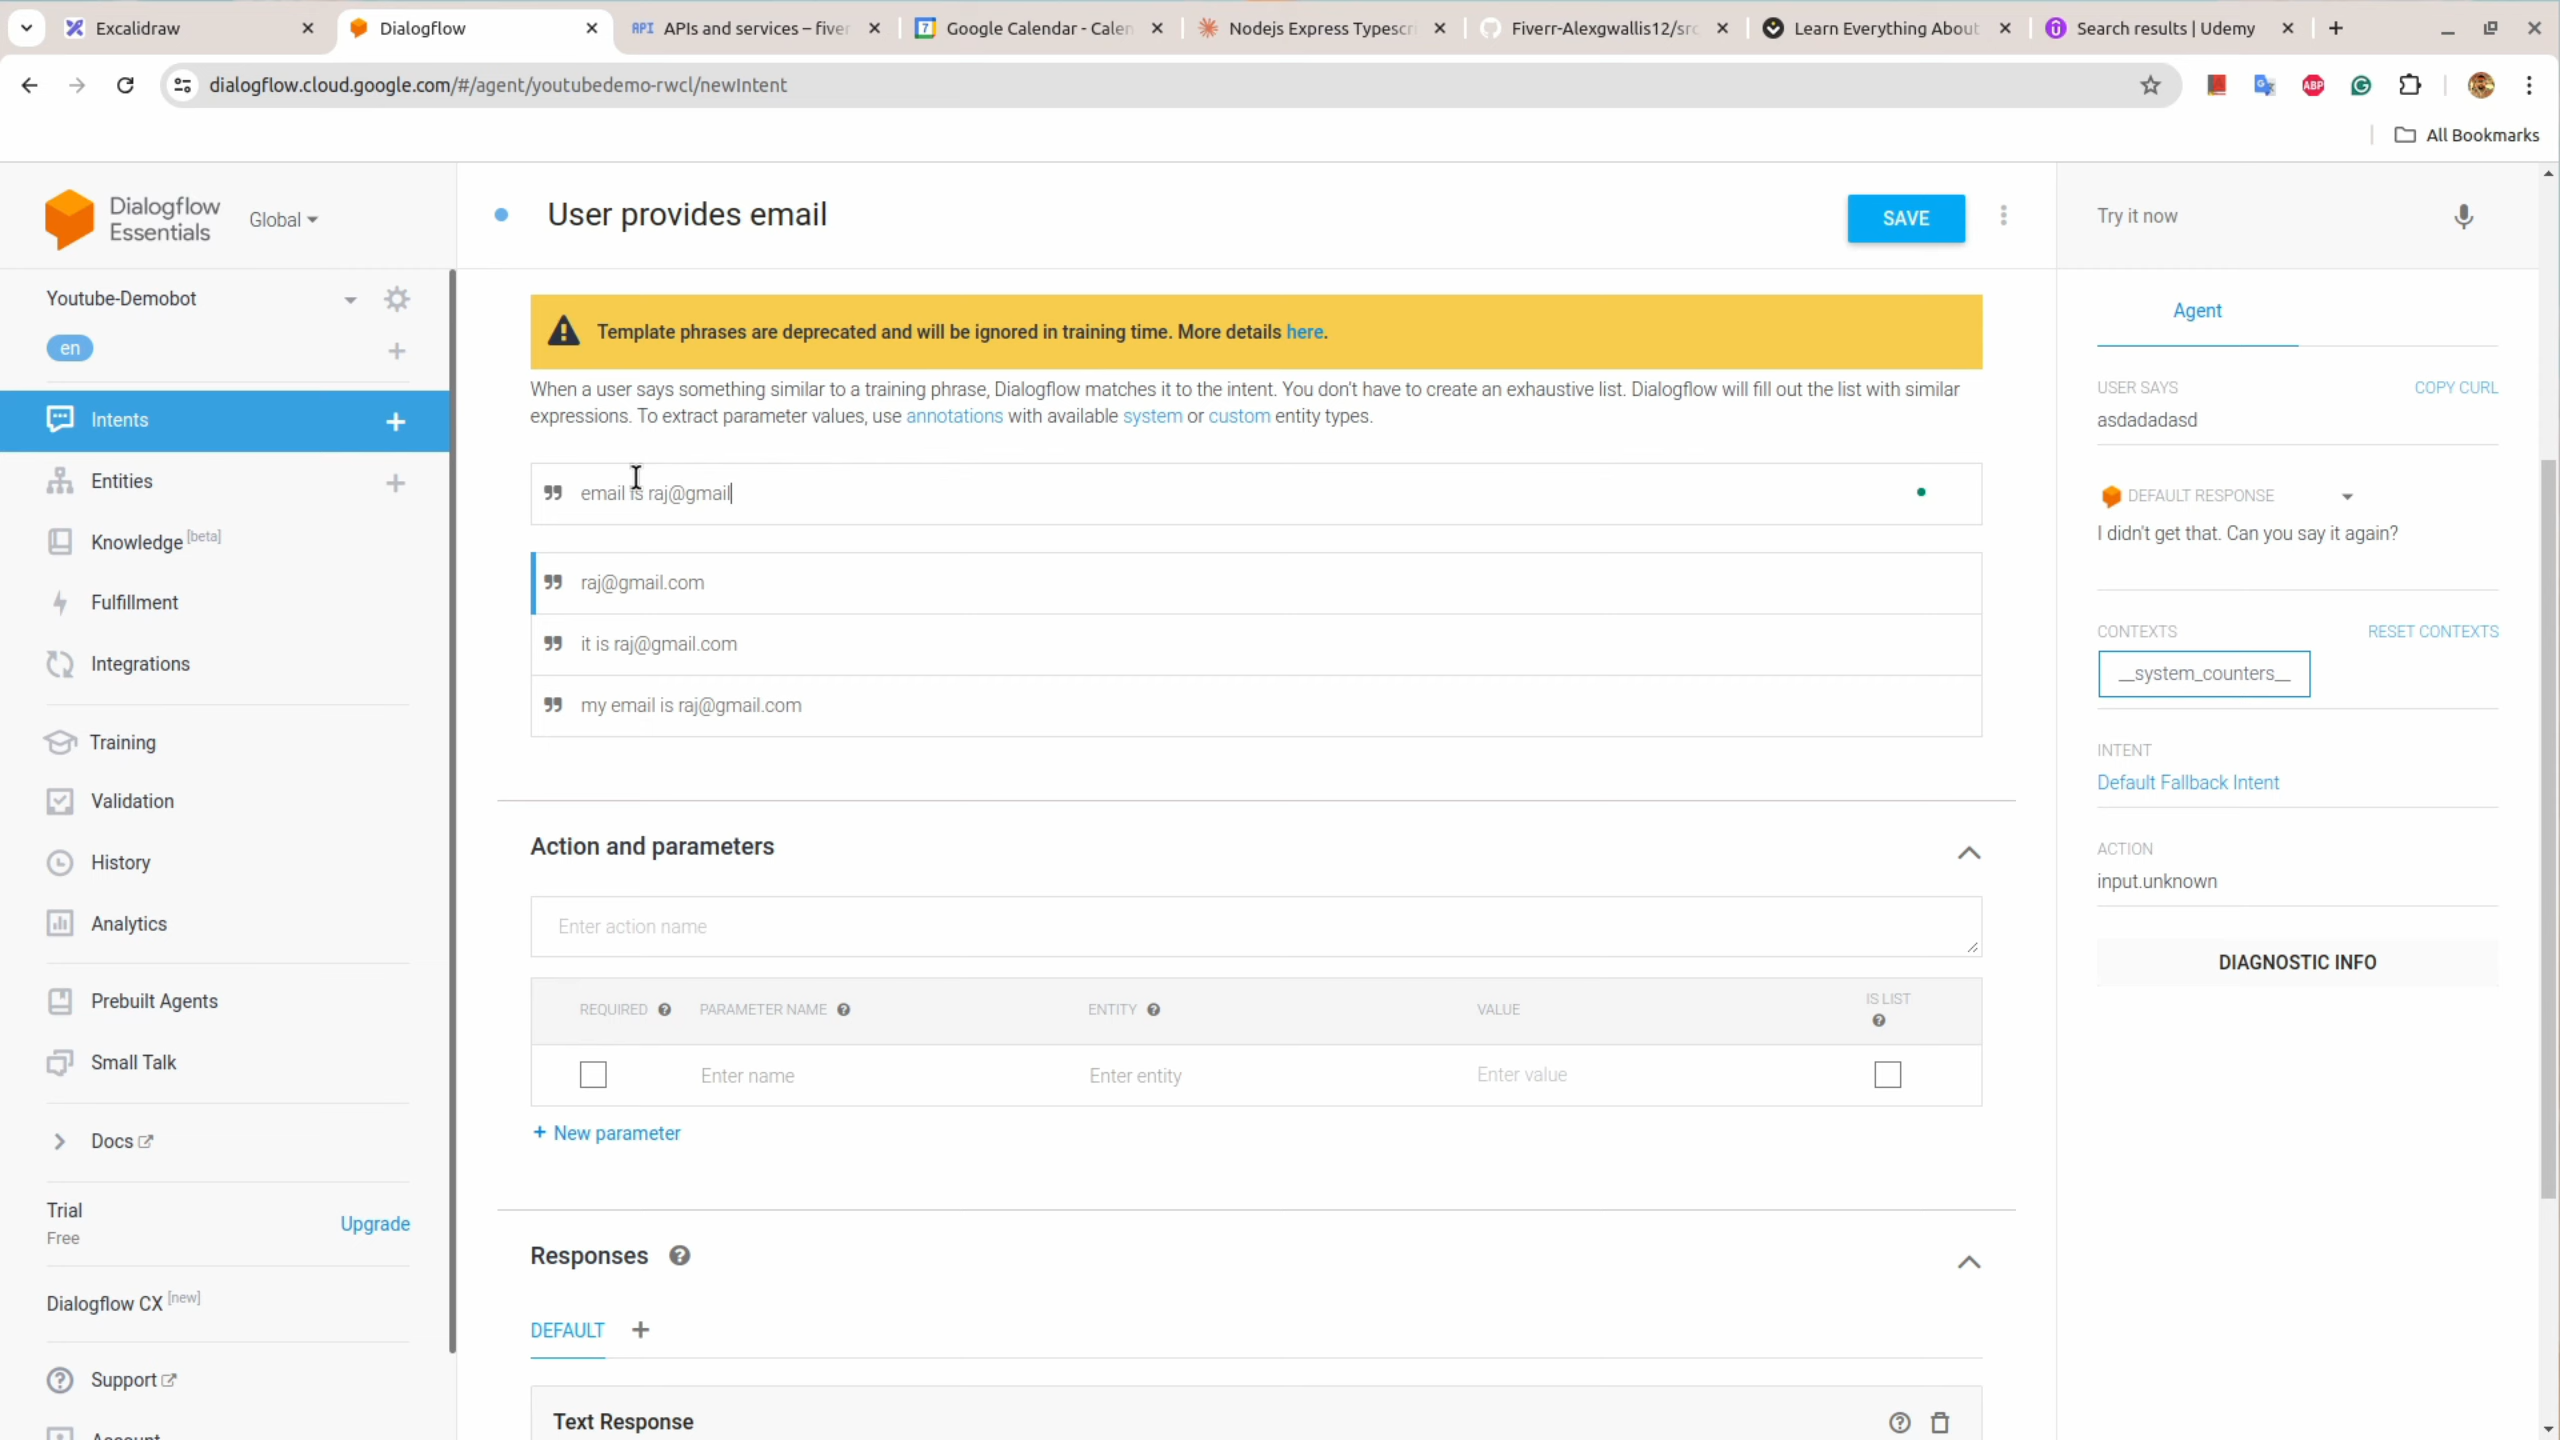 Excalidraw
Dialogflow
APIs and services – fiver
Google Calendar - Calen
Nodejs Express Typescri
Fiverr-Alexgwallis12/src
Learn Everything About
Search results | Udemy
dialogflow.cloud.google.com/#/agent/youtubedemo-rwcl/newIntent
All Bookmarks
Dialogflow
Essentials
Global
User provides email
SAVE
Try it now
Youtube-Demobot
en
Intents
Entities
Knowledge [beta]
Fulfillment
Integrations
Training
Validation
History
Analytics
Prebuilt Agents
Small Talk
Docs
Trial
Free
Upgrade
Dialogflow CX [new]
Support
Template phrases are deprecated and will be ignored in training time. More details here.
When a user says something similar to a training phrase, Dialogflow matches it to the intent. You don't have to create an exhaustive list. Dialogflow will fill out the list with similar
expressions. To extract parameter values, use annotations with available system or custom entity types.
email is raj@gmail
raj@gmail.com
it is raj@gmail.com
my email is raj@gmail.com
Action and parameters
Enter action name
REQUIRED PARAMETER NAME ENTITY VALUE IS LIST
Enter name Enter entity Enter value
+ New parameter
Responses
DEFAULT
Text Response
Agent
USER SAYS COPY CURL
asdadadasd
DEFAULT RESPONSE
I didn't get that. Can you say it again?
CONTEXTS RESET CONTEXTS
__system_counters__
INTENT
Default Fallback Intent
ACTION
input.unknown
DIAGNOSTIC INFO